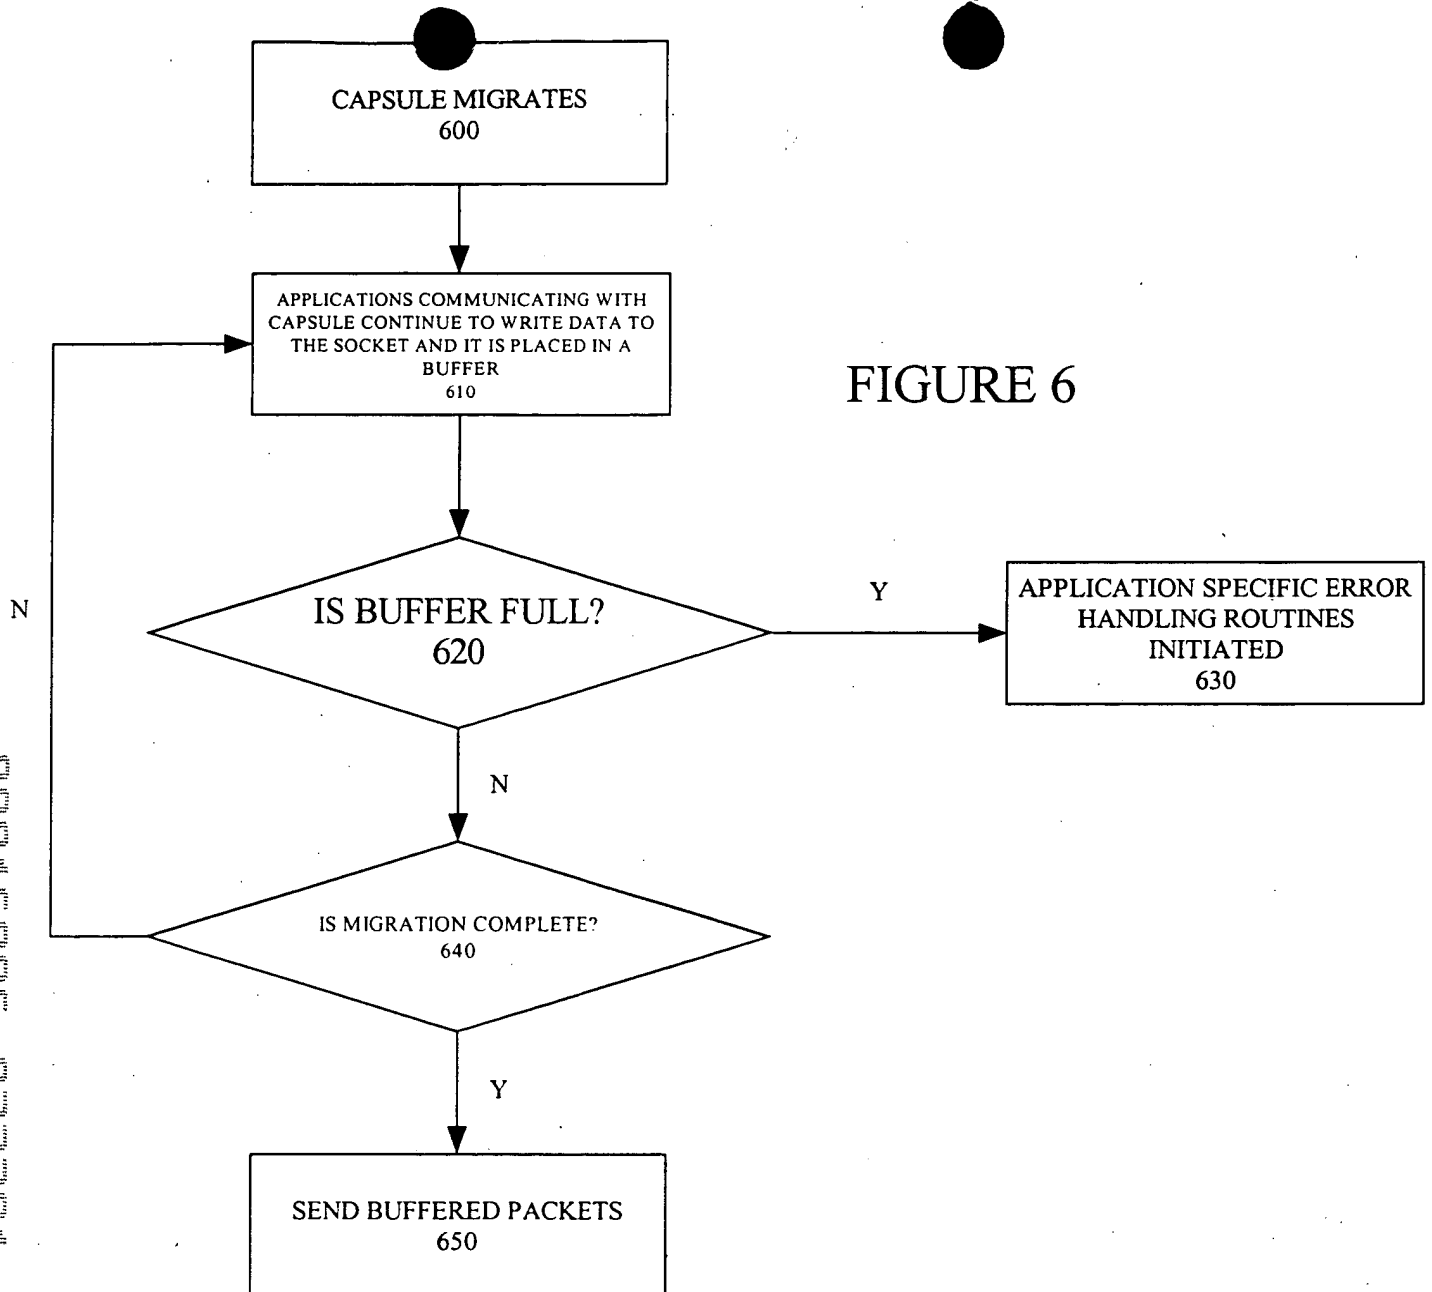 CAPSULE MIGRATES
600
APPLICATIONS COMMUNICATING WITH
CAPSULE CONTINUE TO WRITE DATA TO
THE SOCKET AND IT IS PLACED IN A
BUFFER
610
FIGURE 6
IS BUFFER FULL?
620
Y
APPLICATION SPECIFIC ERROR
HANDLING ROUTINES
INITIATED
630
N
N
IS MIGRATION COMPLETE?
640
Y
SEND BUFFERED PACKETS
650